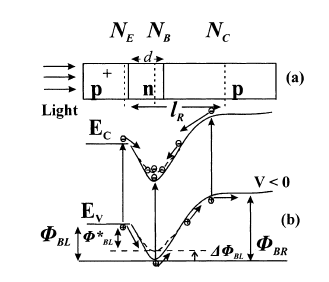 N_E N_B N_C
d
p + n p (a)
l_R
Light
E_C
V < 0
E_V (b)
Φ_BL Φ*_BL ΔΦ_BL Φ_BR